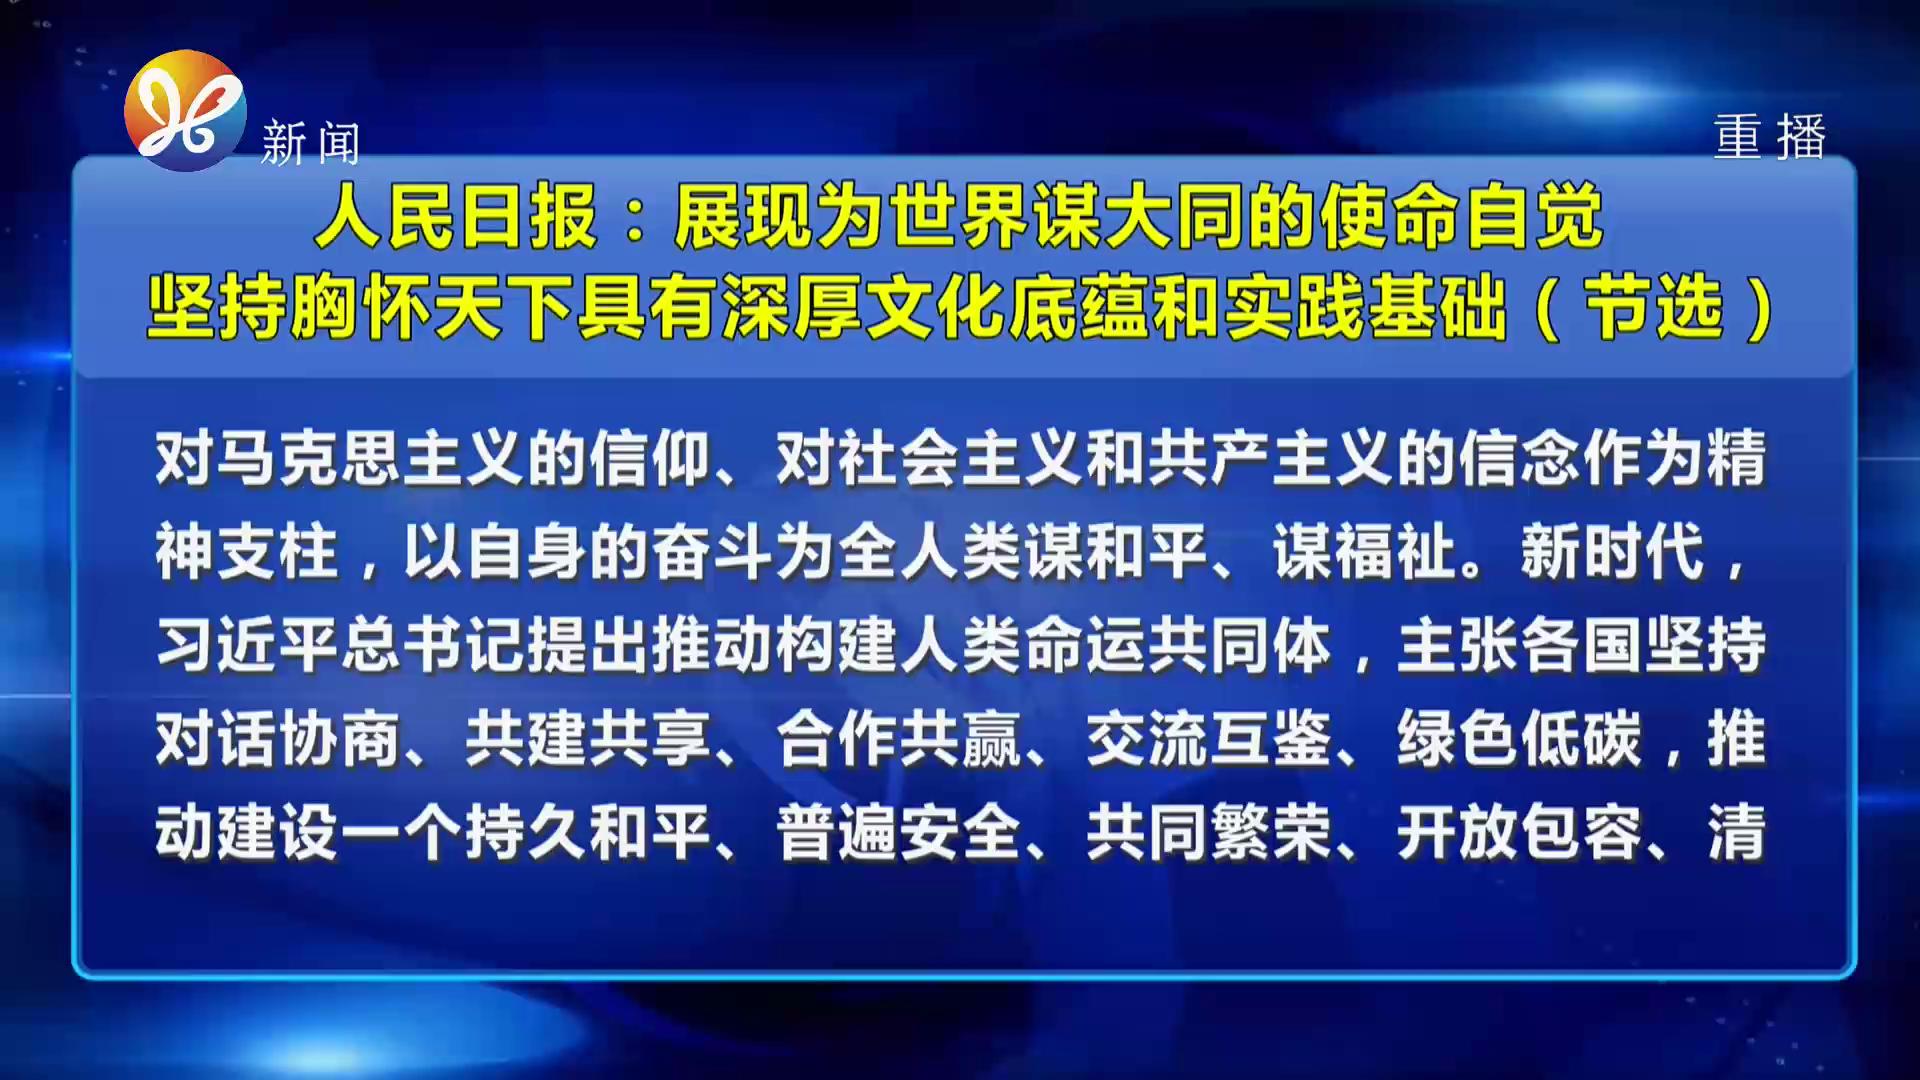 新闻
重播
人民日报：展现为世界谋大同的使命自觉
坚持胸怀天下具有深厚文化底蕴和实践基础（节选）
对马克思主义的信仰、对社会主义和共产主义的信念作为精
神支柱，以自身的奋斗为全人类谋和平、谋福祉。新时代，
习近平总书记提出推动构建人类命运共同体，主张各国坚持
对话协商、共建共享、合作共赢、交流互鉴、绿色低碳，推
动建设一个持久和平、普遍安全、共同繁荣、开放包容、清